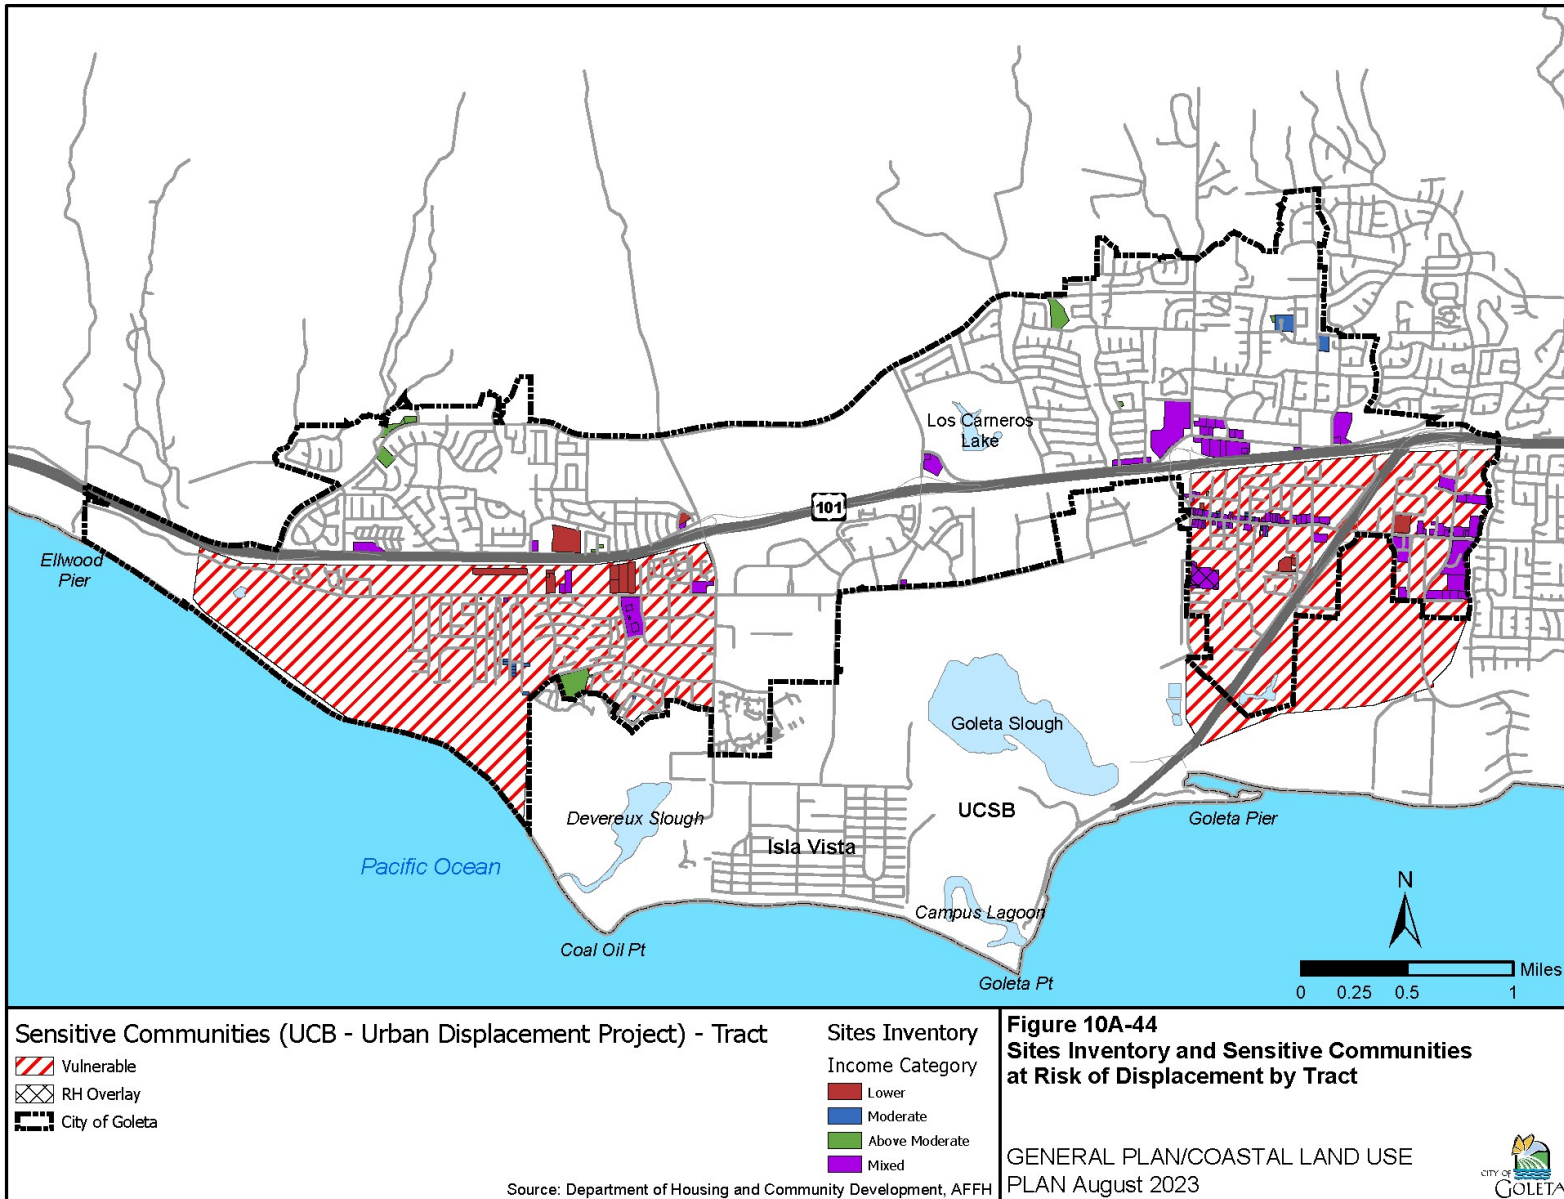 Los Carneros
Lake
101
Ellwood
Pier
Goleta Slough
UCSB
Devereux Slough
Goleta Pier
Isla Vista
Pacific Ocean
Campus Lagoon
Coal Oil Pt
Goleta Pt
N
Miles
0 0.25 0.5 1
Sensitive Communities (UCB - Urban Displacement Project) - Tract
Vulnerable
RH Overlay
City of Goleta
Sites Inventory
Income Category
Lower
Moderate
Above Moderate
Mixed
Source: Department of Housing and Community Development, AFFH
Figure 10A-44
Sites Inventory and Sensitive Communities
at Risk of Displacement by Tract
GENERAL PLAN/COASTAL LAND USE
PLAN August 2023
CITY OF
GOLETA